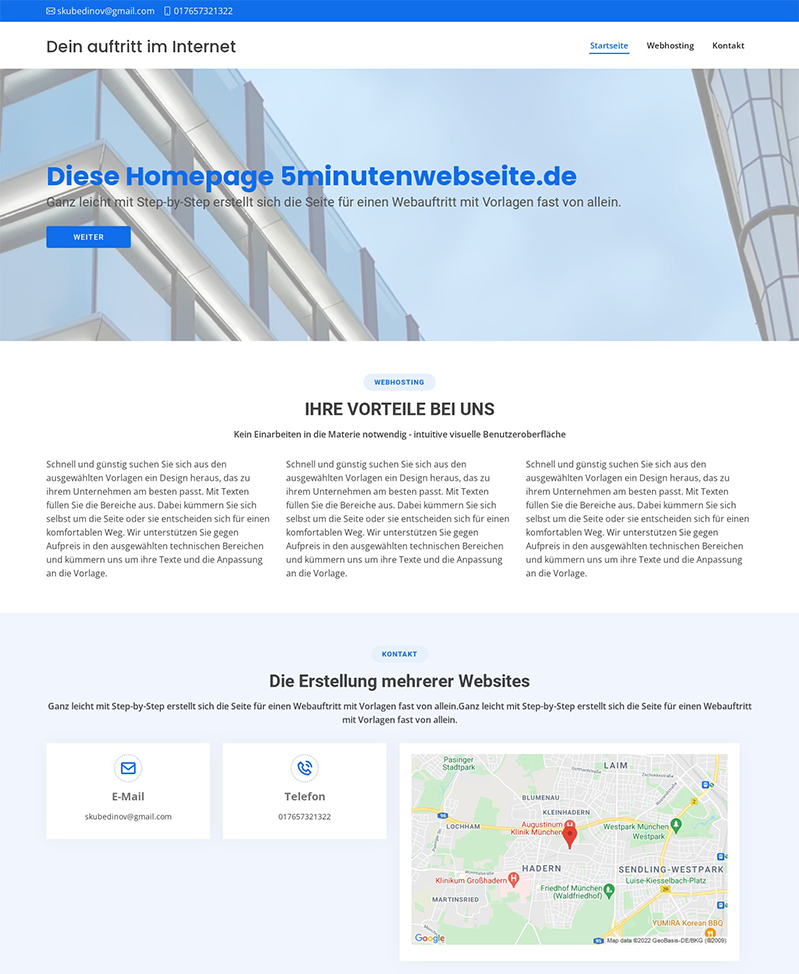 skubedinov@gmail.com 017657321322
Dein auftritt im Internet
Startseite Webhosting Kontakt
Diese Homepage 5minutenwebseite.de
Ganz leicht mit Step-by-Step erstellt sich die Seite für einen Webauftritt mit Vorlagen fast von allein.
WEITER
WEBHOSTING
IHRE VORTEILE BEI UNS
Kein Einarbeiten in die Materie notwendig - intuitive visuelle Benutzeroberfläche
Schnell und günstig suchen Sie sich aus den
ausgewählten Vorlagen ein Design heraus, das zu
ihrem Unternehmen am besten passt. Mit Texten
füllen Sie die Bereiche aus. Dabei kümmern Sie sich
selbst um die Seite oder sie entscheiden sich für einen
komfortablen Weg. Wir unterstützen Sie gegen
Aufpreis in den ausgewählten technischen Bereichen
und kümmern uns um ihre Texte und die Anpassung
an die Vorlage.
Schnell und günstig suchen Sie sich aus den
ausgewählten Vorlagen ein Design heraus, das zu
ihrem Unternehmen am besten passt. Mit Texten
füllen Sie die Bereiche aus. Dabei kümmern Sie sich
selbst um die Seite oder sie entscheiden sich für einen
komfortablen Weg. Wir unterstützen Sie gegen
Aufpreis in den ausgewählten technischen Bereichen
und kümmern uns um ihre Texte und die Anpassung
an die Vorlage.
Schnell und günstig suchen Sie sich aus den
ausgewählten Vorlagen ein Design heraus, das zu
ihrem Unternehmen am besten passt. Mit Texten
füllen Sie die Bereiche aus. Dabei kümmern Sie sich
selbst um die Seite oder sie entscheiden sich für einen
komfortablen Weg. Wir unterstützen Sie gegen
Aufpreis in den ausgewählten technischen Bereichen
und kümmern uns um ihre Texte und die Anpassung
an die Vorlage.
KONTAKT
Die Erstellung mehrerer Websites
Ganz leicht mit Step-by-Step erstellt sich die Seite für einen Webauftritt mit Vorlagen fast von allein.Ganz leicht mit Step-by-Step erstellt sich die Seite für einen Webauftritt
mit Vorlagen fast von allein.
E-Mail
skubedinov@gmail.com
Telefon
017657321322
Pasinger
Stadtpark
LAIM
BLUMENAU
KLEINHADERN
LOCHHAM
Augustinum
Klinik München
Westpark München
Westpark
HADERN
SENDLING-WESTPARK
Luise-Kiesselbach-Platz
Klinikum Großhadern
Friedhof München
(Waldfriedhof)
MARTINSRIED
YUMIRA Korean BBQ
Google
Map data ©2022 GeoBasis-DE/BKG (©2009)